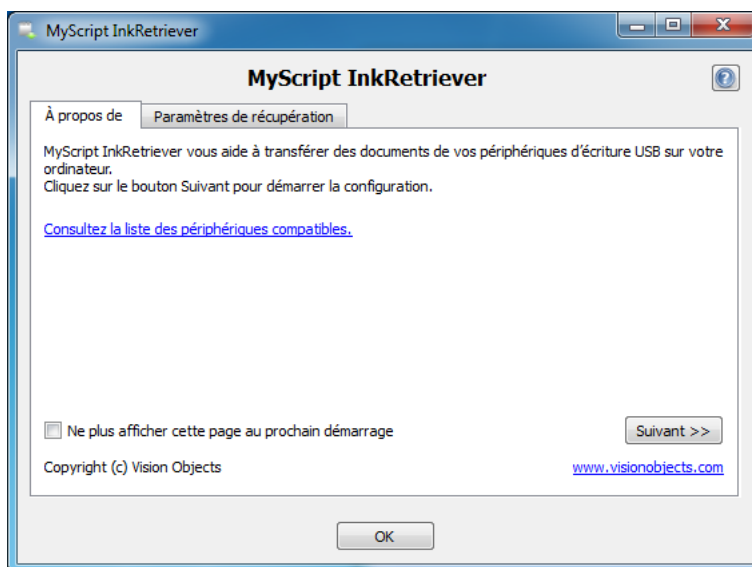 MyScript InkRetriever
MyScript InkRetriever
À propos de
Paramètres de récupération
MyScript InkRetriever vous aide à transférer des documents de vos périphériques d'écriture USB sur votre
ordinateur.
Cliquez sur le bouton Suivant pour démarrer la configuration.
Consultez la liste des périphériques compatibles.
Ne plus afficher cette page au prochain démarrage
Suivant >>
Copyright (c) Vision Objects
www.visionobjects.com
OK